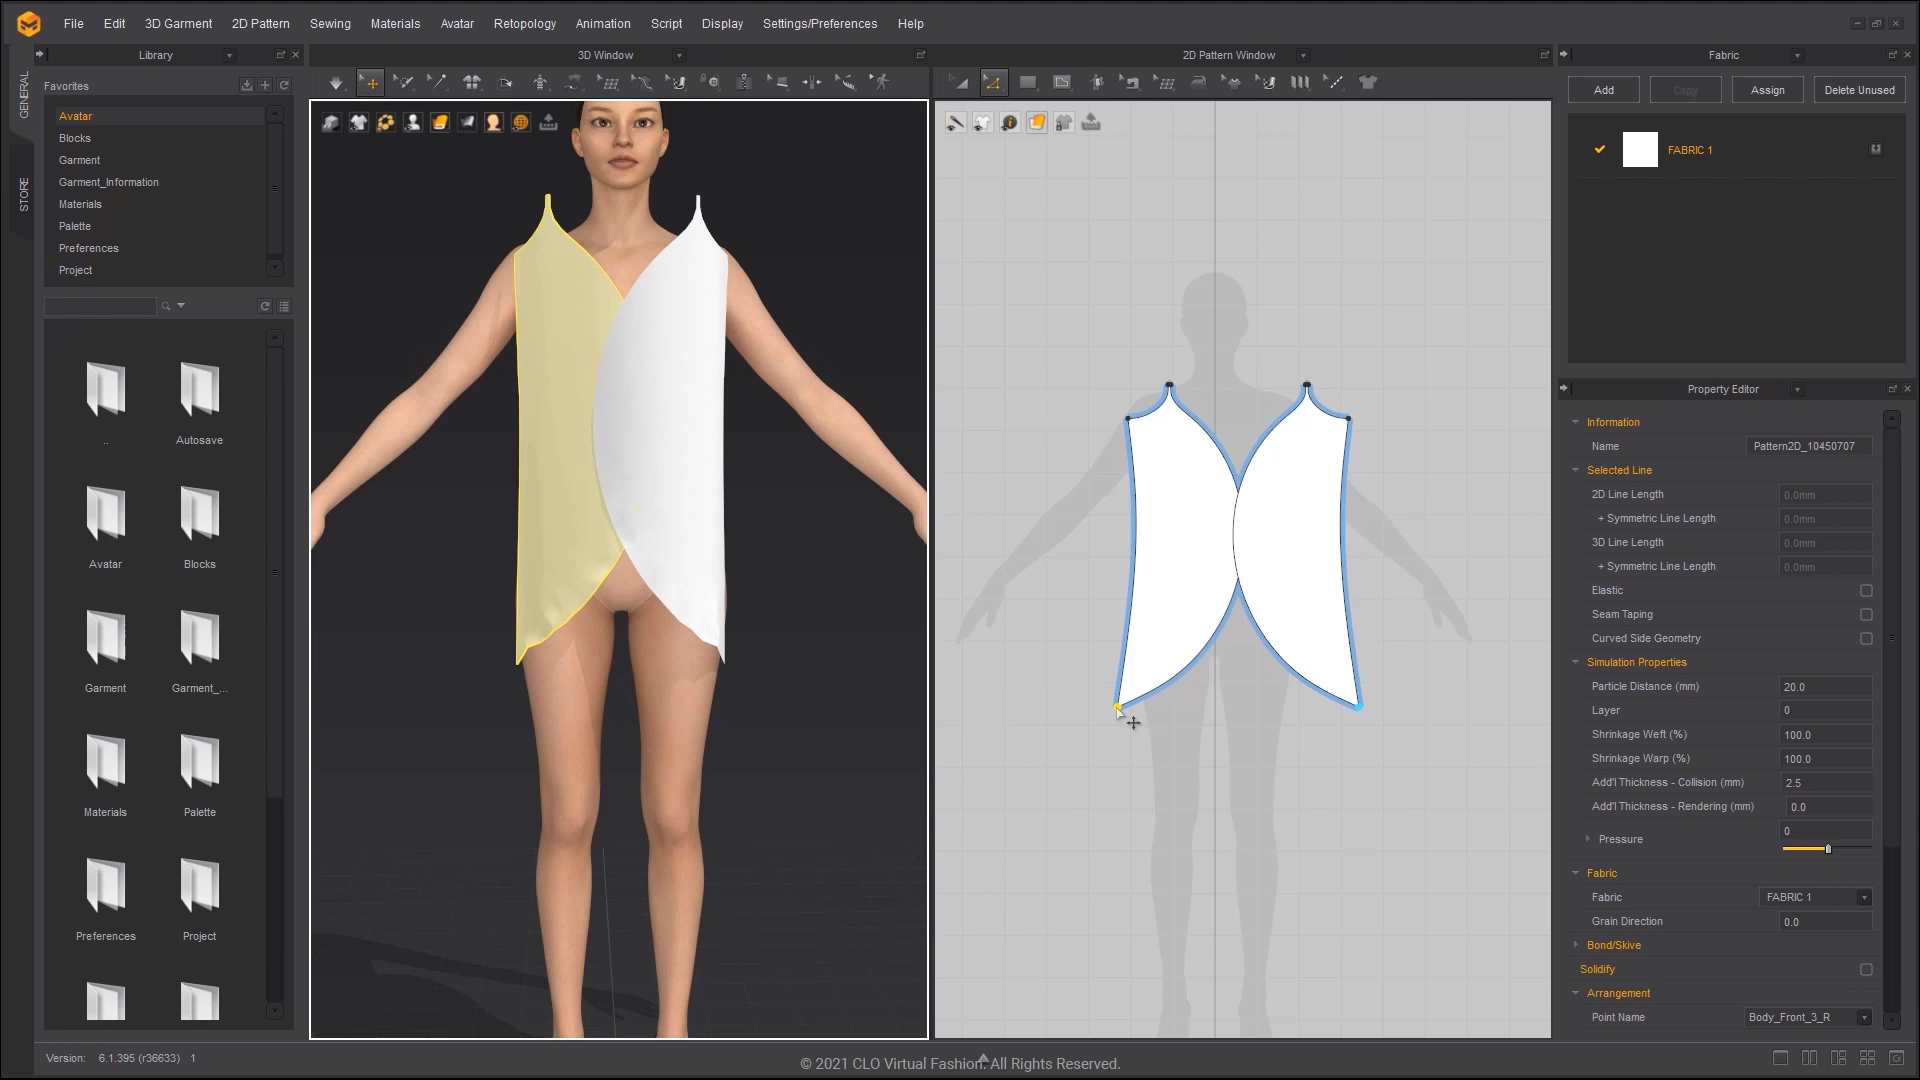 File Edit 3D Garment 2D Pattern Sewing Materials Avatar Retopology Animation Script Display Settings/Preferences Help
Library
3D Window
2D Pattern Window
Fabric
GENERAL
STORE
Favorites
Avatar
Blocks
Garment
Garment_Information
Materials
Palette
Preferences
Project
..
Autosave
Avatar
Blocks
Garment
Garment_...
Materials
Palette
Preferences
Project
Add Copy Assign Delete Unused
FABRIC 1
Property Editor
Information
Name Pattern2D_10450707
Selected Line
2D Line Length 0.0mm
+ Symmetric Line Length 0.0mm
3D Line Length 0.0mm
+ Symmetric Line Length 0.0mm
Elastic
Seam Taping
Curved Side Geometry
Simulation Properties
Particle Distance (mm) 20.0
Layer 0
Shrinkage Weft (%) 100.0
Shrinkage Warp (%) 100.0
Add'l Thickness - Collision (mm) 2.5
Add'l Thickness - Rendering (mm) 0.0
Pressure 0
Fabric
Fabric FABRIC 1
Grain Direction 0.0
Bond/Skive
Solidify
Arrangement
Point Name Body_Front_3_R
Version: 6.1.395 (r36633) 1
© 2021 CLO Virtual Fashion. All Rights Reserved.